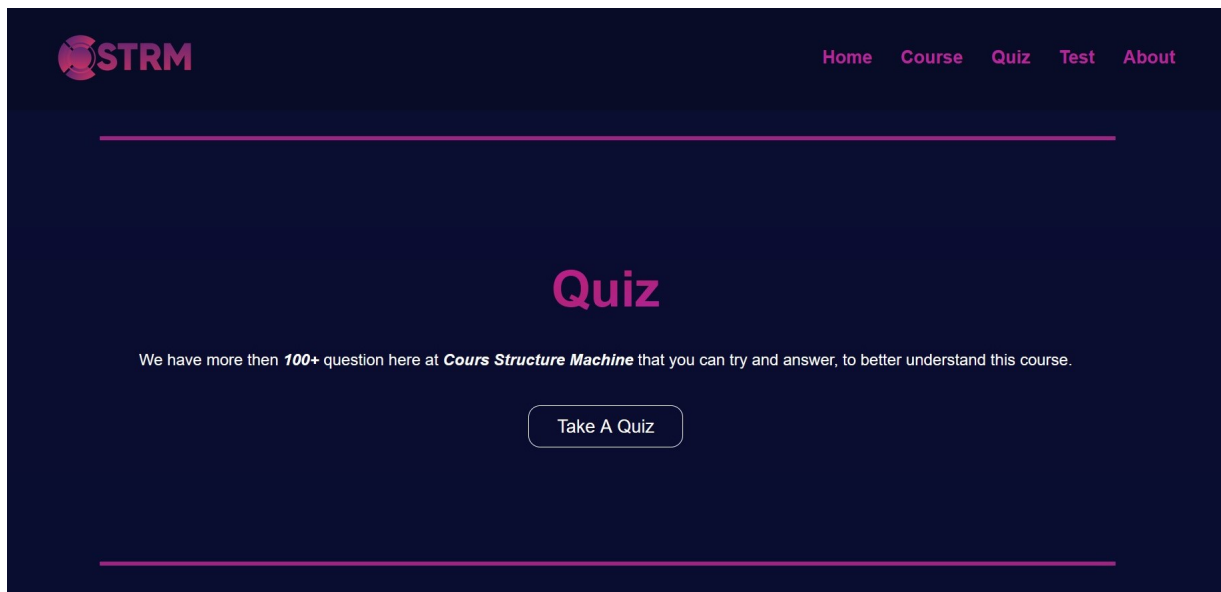 STRM
Home Course Quiz Test About
Quiz
We have more then 100+ question here at Cours Structure Machine that you can try and answer, to better understand this course.
Take A Quiz